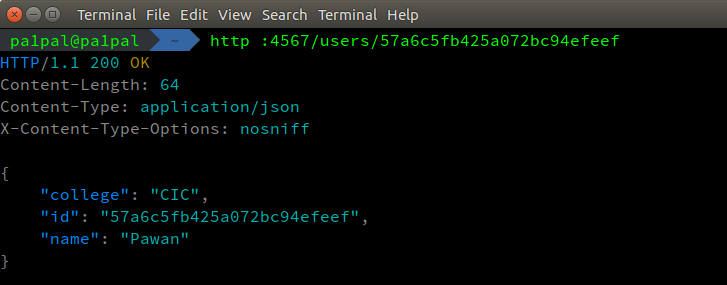 Terminal Terminal File Edit View Search Terminal Help
pa1pal@pa1pal ~ http :4567/users/57a6c5fb425a072bc94efeef
HTTP/1.1 200 OK
Content-Length: 64
Content-Type: application/json
X-Content-Type-Options: nosniff

{
    "college": "CIC",
    "id": "57a6c5fb425a072bc94efeef",
    "name": "Pawan"
}